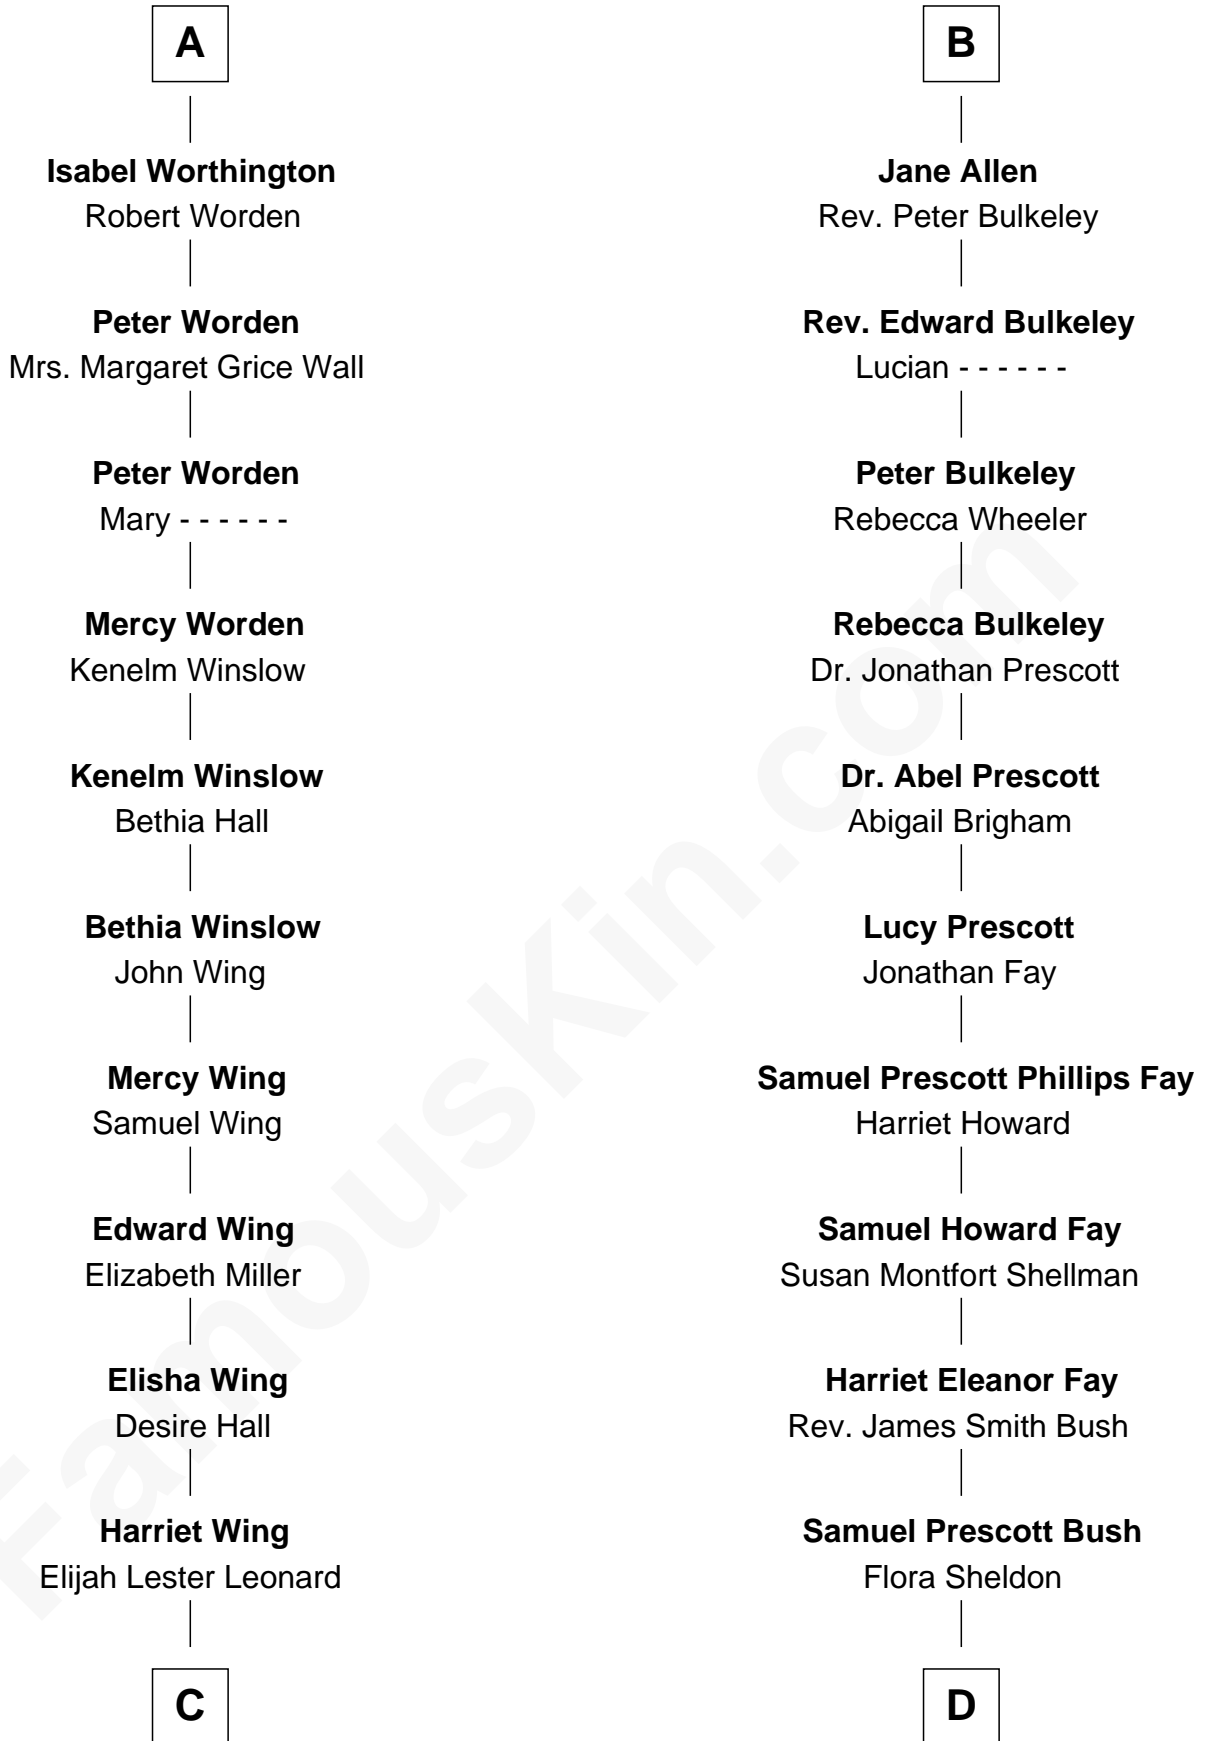 A
Isabel Worthington
Robert Worden
Peter Worden
Mrs. Margaret Grice Wall
Peter Worden
Mary - - - - - -
Mercy Worden
Kenelm Winslow
Kenelm Winslow
Bethia Hall
Bethia Winslow
John Wing
Mercy Wing
Samuel Wing
Edward Wing
Elizabeth Miller
Elisha Wing
Desire Hall
Harriet Wing
Elijah Lester Leonard
C
B
Jane Allen
Rev. Peter Bulkeley
Rev. Edward Bulkeley
Lucian - - - - - -
Peter Bulkeley
Rebecca Wheeler
Rebecca Bulkeley
Dr. Jonathan Prescott
Dr. Abel Prescott
Abigail Brigham
Lucy Prescott
Jonathan Fay
Samuel Prescott Phillips Fay
Harriet Howard
Samuel Howard Fay
Susan Montfort Shellman
Harriet Eleanor Fay
Rev. James Smith Bush
Samuel Prescott Bush
Flora Sheldon
D
FamousKin.com